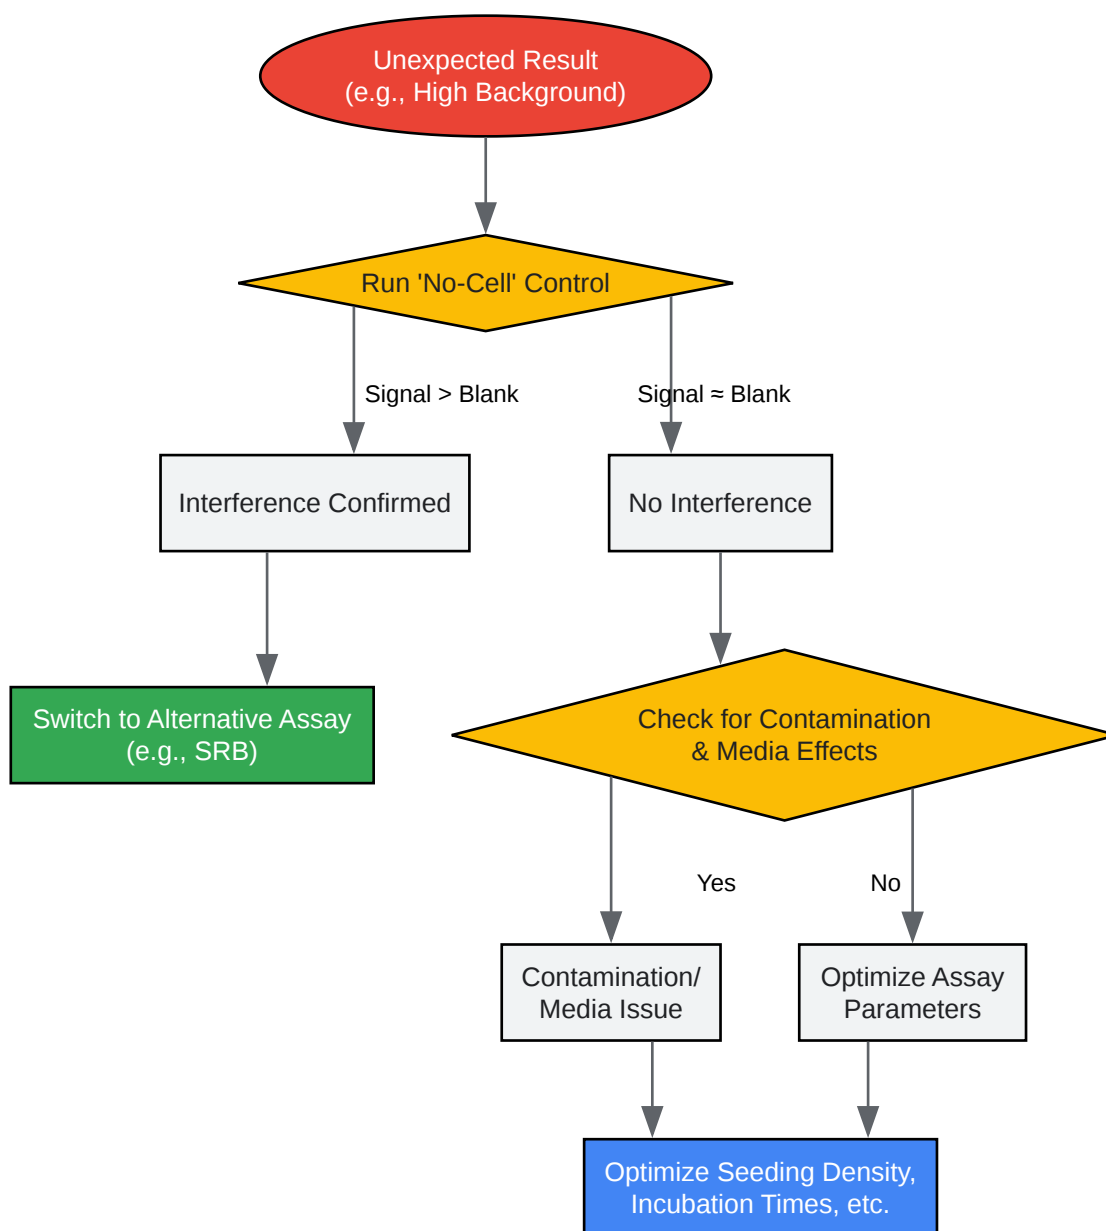 Unexpected Result
(e.g., High Background)
Run 'No-Cell' Control
Signal > Blank
Signal ≈ Blank
Interference Confirmed
No Interference
Switch to Alternative Assay
(e.g., SRB)
Check for Contamination
& Media Effects
Yes
No
Contamination/
Media Issue
Optimize Assay
Parameters
Optimize Seeding Density,
Incubation Times, etc.